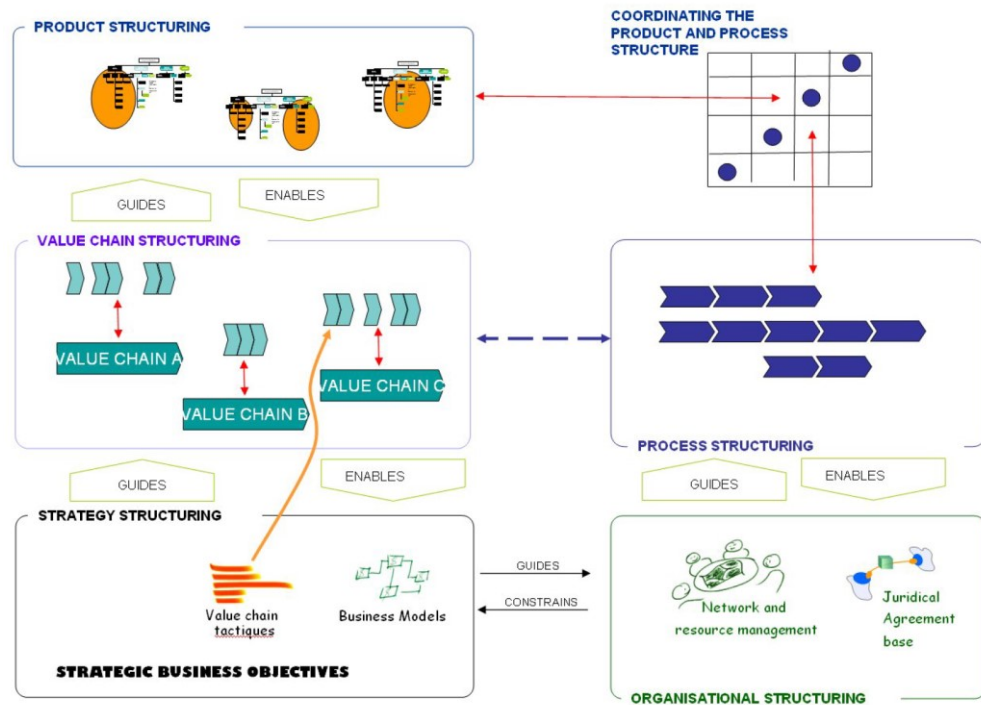 PRODUCT STRUCTURING
COORDINATING THE
PRODUCT AND PROCESS
STRUCTURE
GUIDES
ENABLES
VALUE CHAIN STRUCTURING
VALUE CHAIN A
VALUE CHAIN B
VALUE CHAIN C
PROCESS STRUCTURING
GUIDES
ENABLES
GUIDES
ENABLES
STRATEGY STRUCTURING
Value chain
tactiques
Business Models
STRATEGIC BUSINESS OBJECTIVES
GUIDES
CONSTRAINS
Network and
resource management
Juridical
Agreement
base
ORGANISATIONAL STRUCTURING